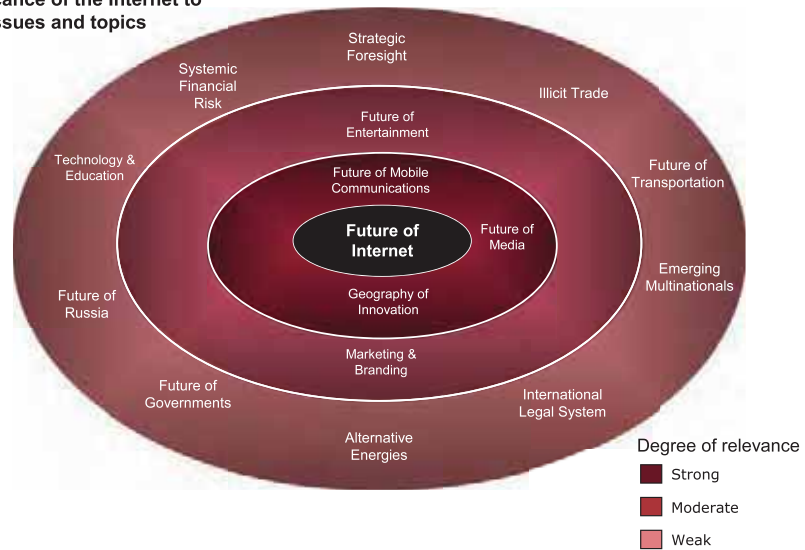 issues and topics
Strategic
Foresight
Systemic
Financial
Risk
Illicit Trade
Future of
Entertainment
Technology &
Education
Future of Mobile
Communications
Future of
Transportation
Future of
Internet
Future of
Media
Emerging
Multinationals
Future of
Russia
Geography of
Innovation
Marketing &
Branding
Future of
Governments
International
Legal System
Alternative
Energies
Degree of relevance
Strong
Moderate
Weak